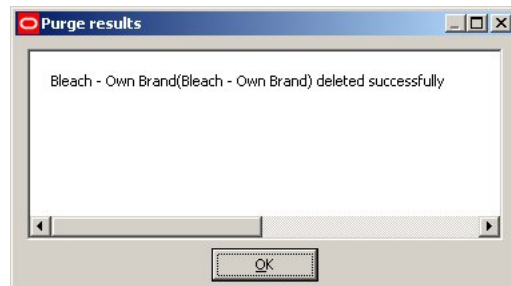 Purge results
Bleach - Own Brand(Bleach - Own Brand) deleted successfully
OK